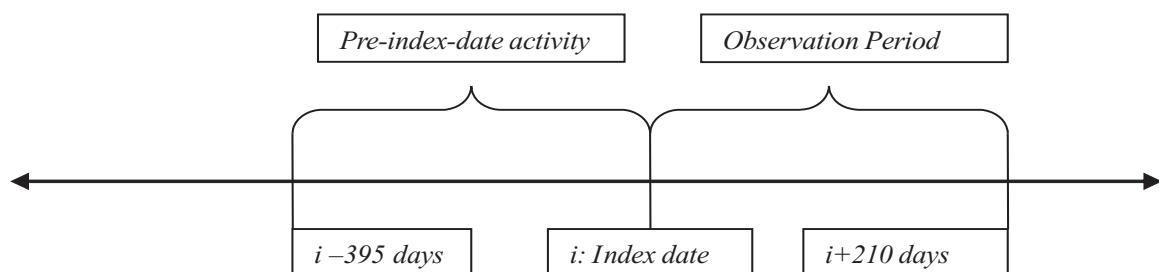 Pre-index-date activity
Observation Period
i –395 days
i: Index date
i+210 days